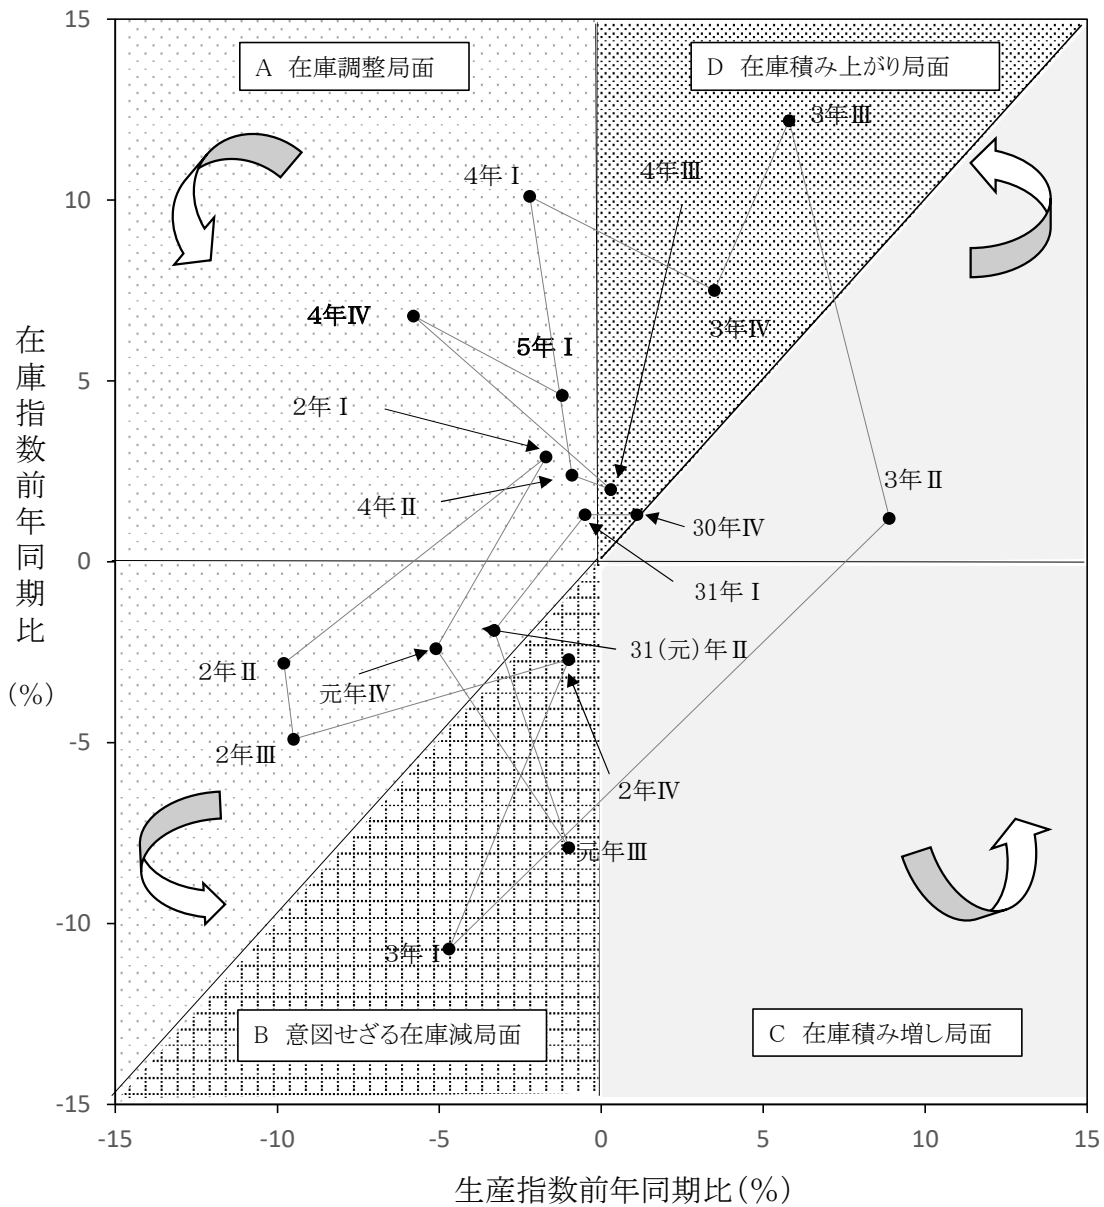 15
A 在庫調整局面
D 在庫積み上がり局面
3年Ⅲ
4年Ⅰ
4年Ⅲ
10
4年Ⅳ
3年Ⅳ
5年Ⅰ
5
2年Ⅰ
3年Ⅱ
4年Ⅱ
30年Ⅳ
0
31年Ⅰ
31(元)年Ⅱ
2年Ⅱ
元年Ⅳ
-5
2年Ⅲ
2年Ⅳ
元年Ⅲ
-10
3年Ⅰ
B 意図せざる在庫減局面
C 在庫積み増し局面
-15
-15 -10 -5 0 5 10 15
生産指数前年同期比(%)
在庫指数前年同期比
(%)